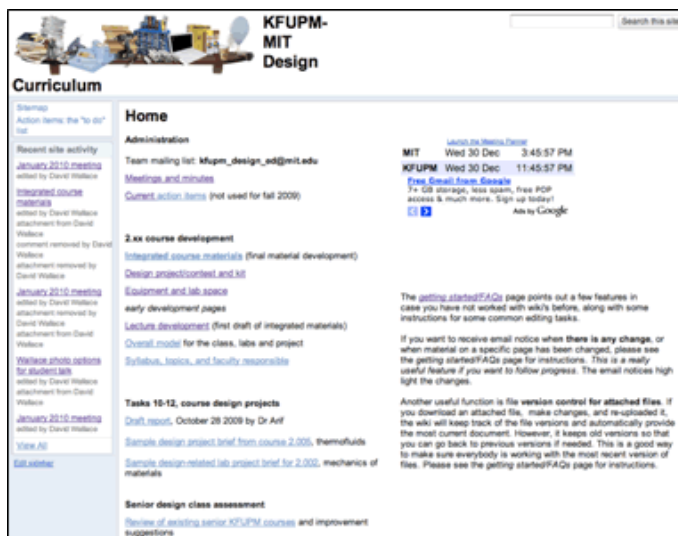 KFUPM-
MIT
Design
Curriculum
Search this site
Sitemap
Action items: the "to do"
list
Recent site activity
January 2010 meeting
edited by David Wallace
Integrated course
materials
edited by David Wallace
attachment from David
Wallace
comment removed by David
Wallace
attachment removed by
David Wallace
January 2010 meeting
edited by David Wallace
attachment removed by
David Wallace
attachment from David
Wallace
Wallace photo options
for student talk
edited by David Wallace
attachment from David
Wallace
January 2010 meeting
edited by David Wallace
View All
Edit sidebar
Home
Administration
Team mailing list: kfupm_design_ed@mit.edu
Meetings and minutes
Current action items (not used for fall 2009)
2.xx course development
Integrated course materials (final material development)
Design project/contest and kit
Equipment and lab space
early development pages
Lecture development (first draft of integrated materials)
Overall model for the class, labs and project
Syllabus, topics, and faculty responsible
Tasks 10-12, course design projects
Draft report, October 28 2009 by Dr Arif
Sample design project brief from course 2.005, thermofluids
Sample design-related lab project brief for 2.002, mechanics of
materials
Senior design class assessment
Review of existing senior KFUPM courses and improvement
suggestions
Launch the Meeting Planner
MIT Wed 30 Dec 3:45:57 PM
KFUPM Wed 30 Dec 11:45:57 PM
Free Gmail from Google
7+ GB storage, less spam, free POP
access & much more. Sign up today!
Ads by Google
The getting started/FAQs page points out a few features in
case you have not worked with wiki's before, along with some
instructions for some common editing tasks.
If you want to receive email notice when there is any change, or
when material on a specific page has been changed, please see
the getting started/FAQs page for instructions. This is a really
useful feature if you want to follow progress. The email notices high
light the changes.
Another useful function is file version control for attached files. If
you download an attached file, make changes, and re-uploaded it,
the wiki will keep track of the file versions and automatically provide
the most current document. However, it keeps old versions so that
you can go back to previous versions if needed. This is a good way
to make sure everybody is working with the most recent version of
files. Please see the getting started/FAQs page for instructions.